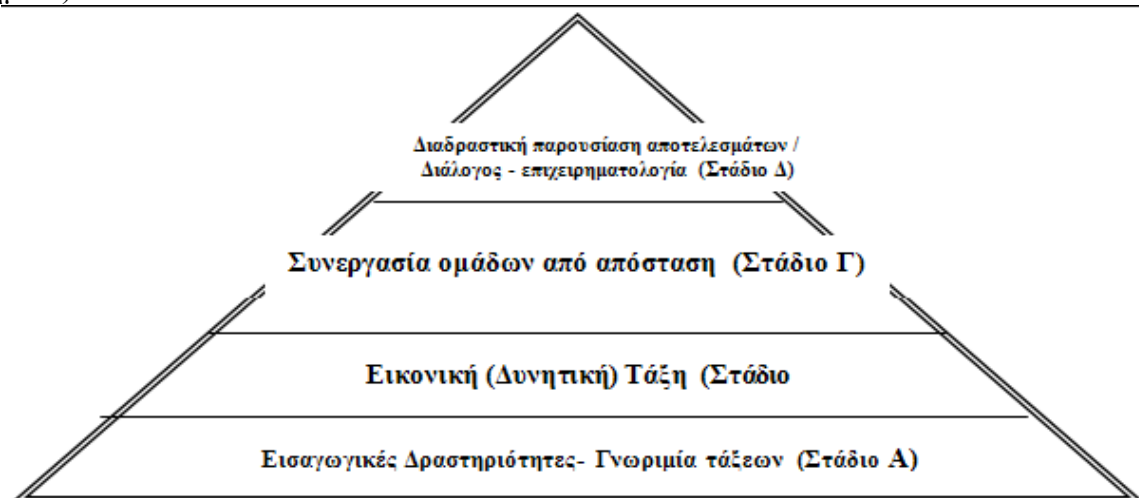 Διαδραστική παρουσίαση αποτελεσμάτων /
Διάλογος - επιχειρηματολογία (Στάδιο Δ)
Συνεργασία ομάδων από απόσταση (Στάδιο Γ)
Εικονική (Δυνητική) Τάξη (Στάδιο
Εισαγωγικές Δραστηριότητες- Γνωριμία τάξεων (Στάδιο Α)